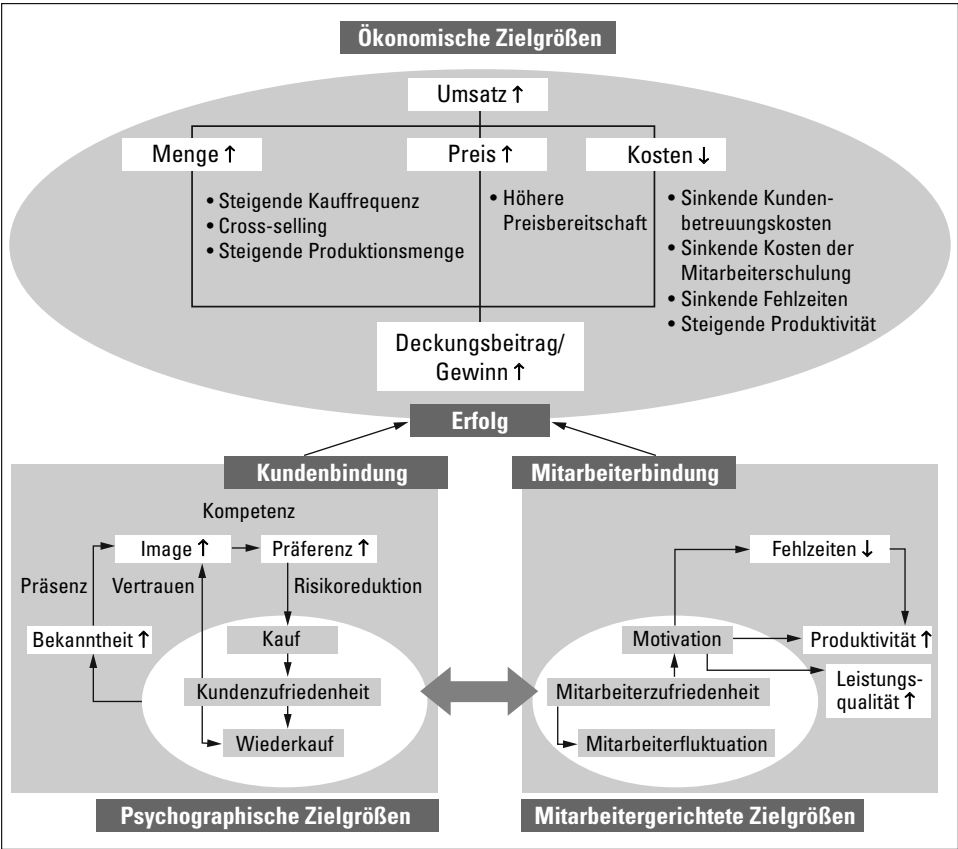 Ökonomische Zielgrößen
Umsatz ↑
Menge ↑
Preis ↑
Kosten ↓
• Steigende Kauffrequenz
• Cross-selling
• Steigende Produktionsmenge
• Höhere
Preisbereitschaft
• Sinkende Kunden-
betreuungskosten
• Sinkende Kosten der
Mitarbeiterschulung
• Sinkende Fehlzeiten
• Steigende Produktivität
Deckungsbeitrag/
Gewinn ↑
Erfolg
Kundenbindung
Kompetenz
Image ↑
Präferenz ↑
Präsenz
Vertrauen
Risikoreduktion
Bekanntheit ↑
Kauf
Kundenzufriedenheit
Wiederkauf
Psychographische Zielgrößen
Mitarbeiterbindung
Fehlzeiten ↓
Motivation
Produktivität ↑
Mitarbeiterzufriedenheit
Leistungs-
qualität ↑
Mitarbeiterfluktuation
Mitarbeitergerichtete Zielgrößen